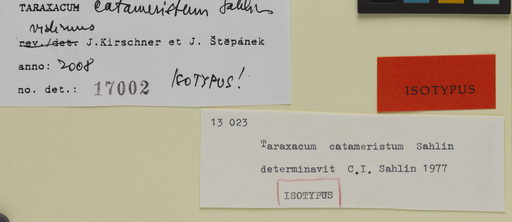 TARAXACUM catameristum Sahlin
vidimus
rev./det. J.Kirschner et J. Štěpánek
anno: 2008
no. det.: 17002 ISOTYPUS!
ISOTYPUS
13 023
Taraxacum catameristum Sahlin
determinavit C.I. Sahlin 1977
ISOTYPUS